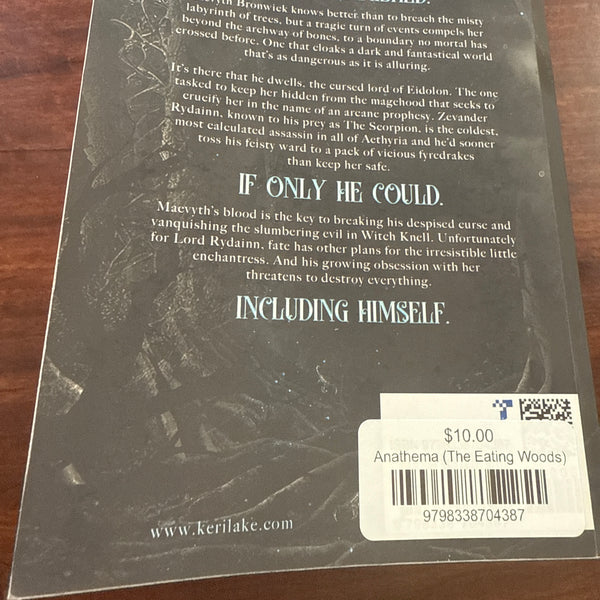 Maevyth Bronwick knows better than to breach the misty
labyrinth of trees, but a tragic turn of events compels her
beyond the archway of bones, to a boundary no mortal has
crossed before. One that cloaks a dark and fantastical world
that's as dangerous as it is alluring.
It's there that he dwells, the cursed lord of Eidolon. The one
tasked to keep her hidden from the magehood that seeks to
crucify her in the name of an arcane prophesy. Zevander
Rydainn, known to his prey as The Scorpion, is the coldest,
most calculated assassin in all of Aethyria and he'd sooner
toss his feisty ward to a pack of vicious fyredrakes
than keep her safe.
IF ONLY HE COULD.
Maevyth's blood is the key to breaking his despised curse and
vanquishing the slumbering evil in Witch Knell. Unfortunately
for Lord Rydainn, fate has other plans for the irresistible little
enchantress. And his growing obsession with her
threatens to destroy everything.
INCLUDING HIMSELF.
$10.00
Anathema (The Eating Woods)
9798338704387
www.kerilake.com